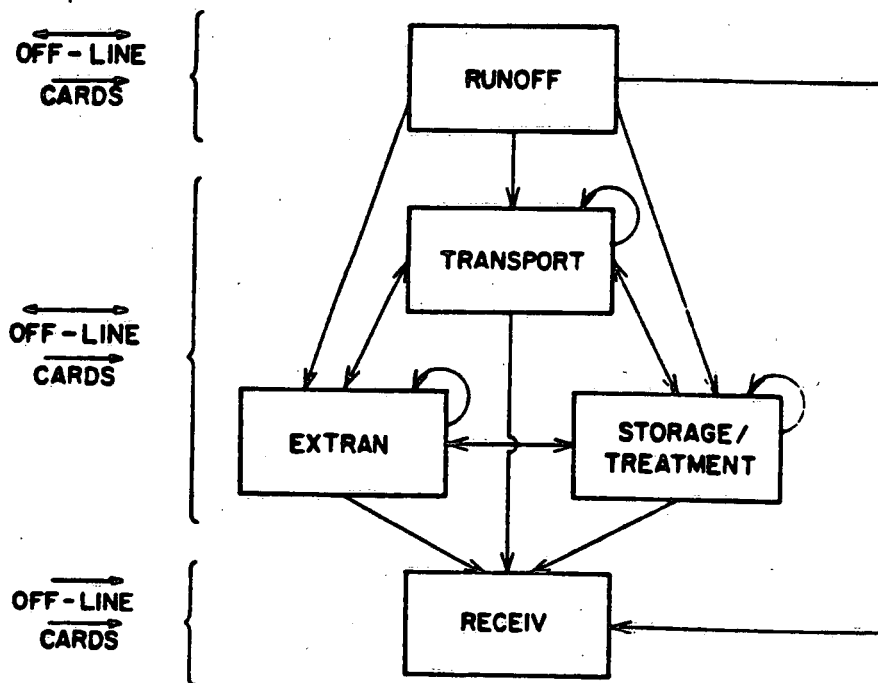 OFF-LINE
CARDS
RUNOFF
TRANSPORT
OFF-LINE
CARDS
EXTRAN
STORAGE/
TREATMENT
OFF-LINE
CARDS
RECEIV